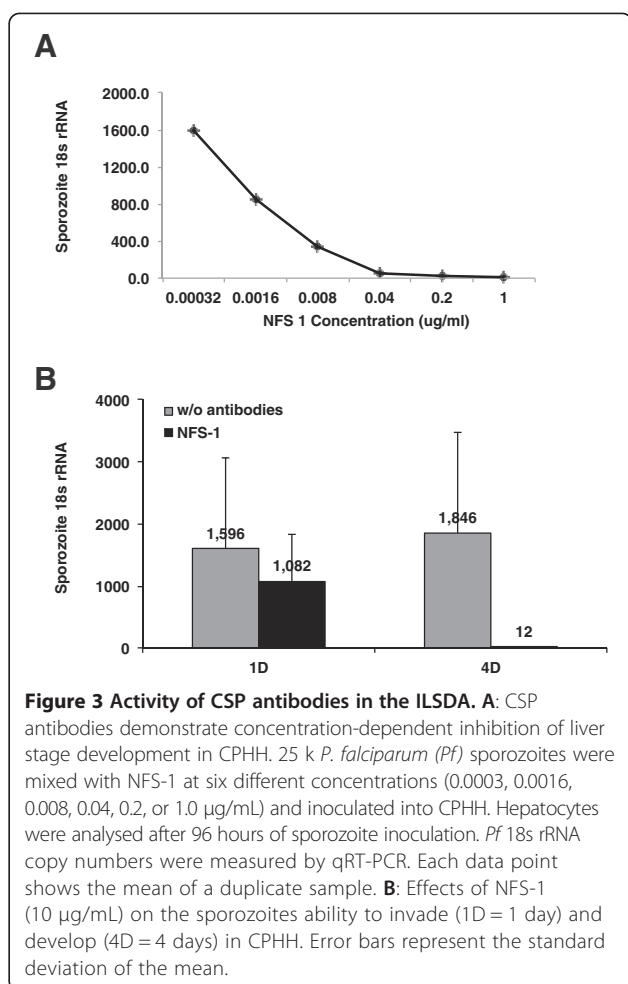 A
Sporozoite 18s rRNA
2000.0
1600.0
1200.0
800.0
400.0
0.0
0.00032 0.0016 0.008 0.04 0.2 1
NFS 1 Concentration (ug/ml)
B
Sporozoite 18s rRNA
4000
3000
2000
1000
0
w/o antibodies
NFS-1
1,596
1,082
1,846
12
1D 4D
Figure 3 Activity of CSP antibodies in the ILSDA. A: CSP
antibodies demonstrate concentration-dependent inhibition of liver
stage development in CPHH. 25 k P. falciparum (Pf) sporozoites were
mixed with NFS-1 at six different concentrations (0.0003, 0.0016,
0.008, 0.04, 0.2, or 1.0 μg/mL) and inoculated into CPHH. Hepatocytes
were analysed after 96 hours of sporozoite inoculation. Pf 18s rRNA
copy numbers were measured by qRT-PCR. Each data point
shows the mean of a duplicate sample. B: Effects of NFS-1
(10 μg/mL) on the sporozoites ability to invade (1D = 1 day) and
develop (4D = 4 days) in CPHH. Error bars represent the standard
deviation of the mean.